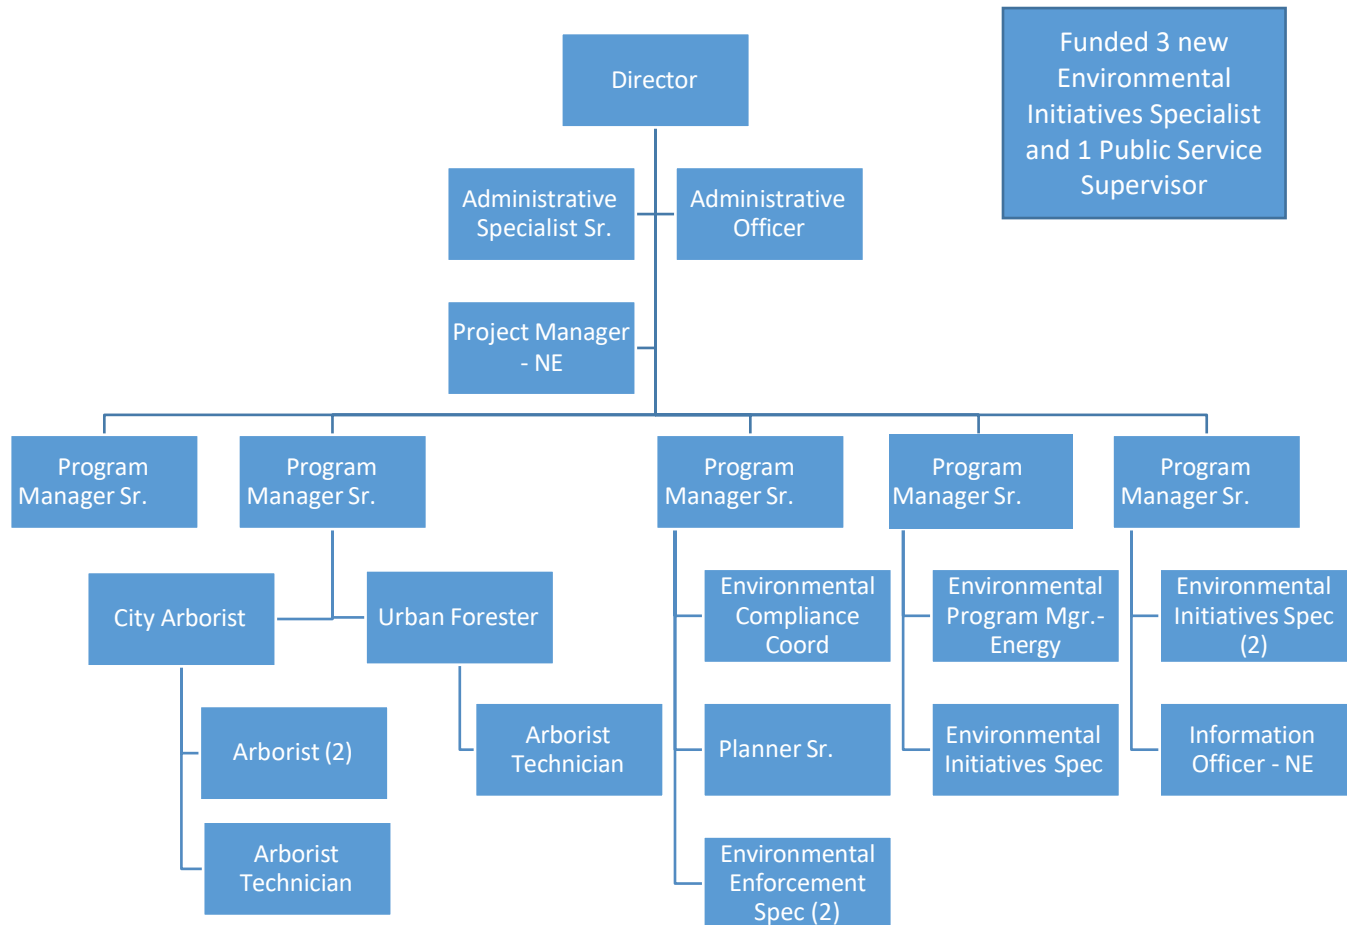 Director
Funded 3 new
Environmental
Initiatives Specialist
and 1 Public Service
Supervisor
Administrative
Specialist Sr.
Administrative
Officer
Project Manager
- NE
Program
Manager Sr.
Program
Manager Sr.
Program
Manager Sr.
Program
Manager Sr.
Program
Manager Sr.
City Arborist
Urban Forester
Environmental
Compliance
Coord
Environmental
Program Mgr.-
Energy
Environmental
Initiatives Spec
(2)
Arborist (2)
Arborist
Technician
Planner Sr.
Environmental
Initiatives Spec
Information
Officer - NE
Arborist
Technician
Environmental
Enforcement
Spec (2)